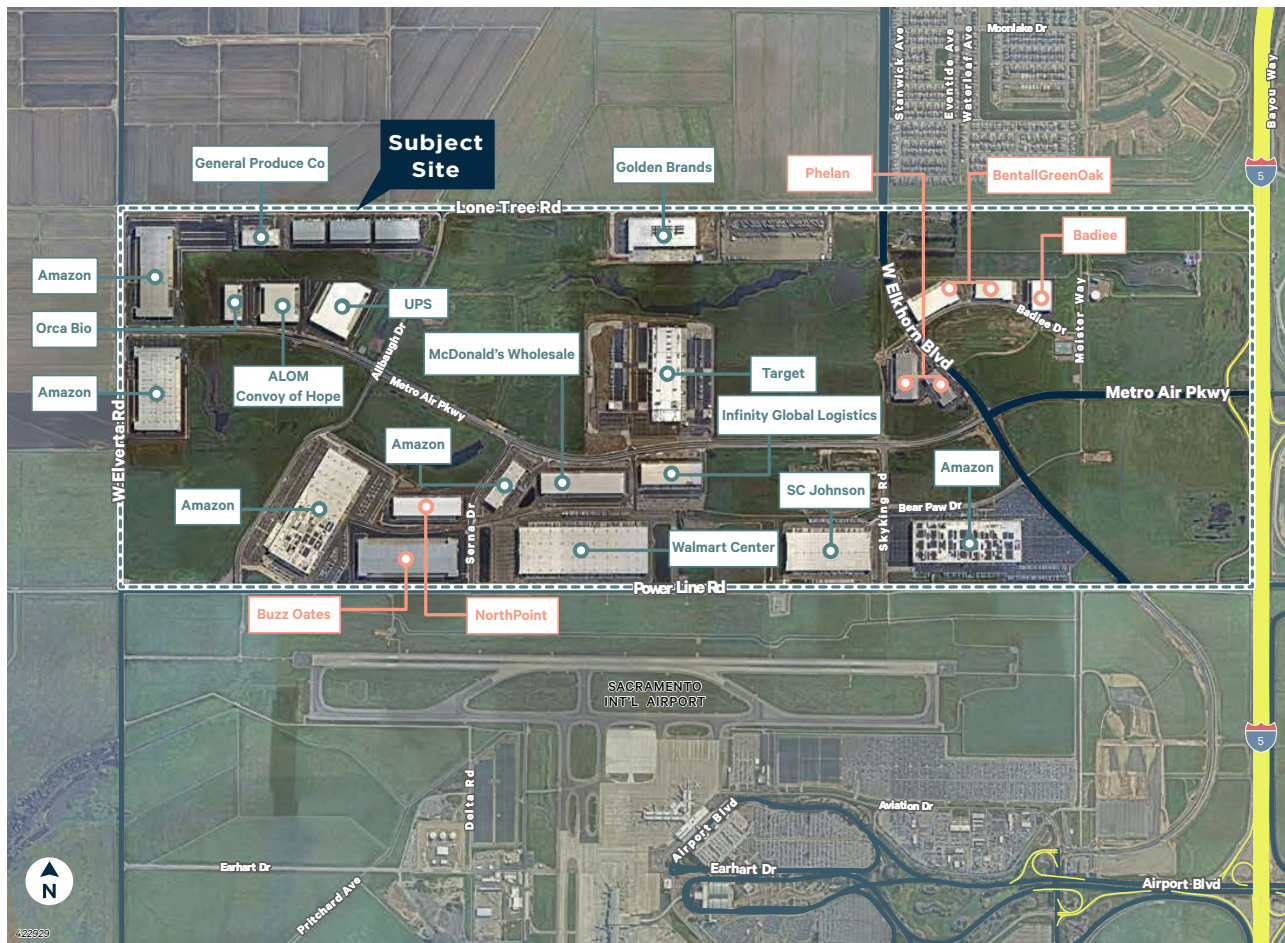 Moonlake Dr
Stanwick Ave
Eventide Ave
Waterleaf Ave
Bayou Way
Subject
Site
General Produce Co
Golden Brands
Phelan
BentallGreenOak
5
Lone Tree Rd
Badiee
Amazon
UPS
Orca Bio
W Elkhorn Blvd
Badiee Dr
Meister Way
Allbaugh Dr
McDonald's Wholesale
ALOM
Convoy of Hope
Target
Amazon
Metro Air Pkwy
Metro Air Pkwy
Infinity Global Logistics
W Elverta Rd
Amazon
Amazon
SC Johnson
Amazon
Skyking Rd
Bear Paw Dr
Serna Dr
Walmart Center
Power Line Rd
Buzz Oates
NorthPoint
SACRAMENTO
INT'L AIRPORT
5
Delta Rd
Airport Blvd
Aviation Dr
Earhart Dr
Earhart Dr
Pritchard Ave
Airport Blvd
N
422929